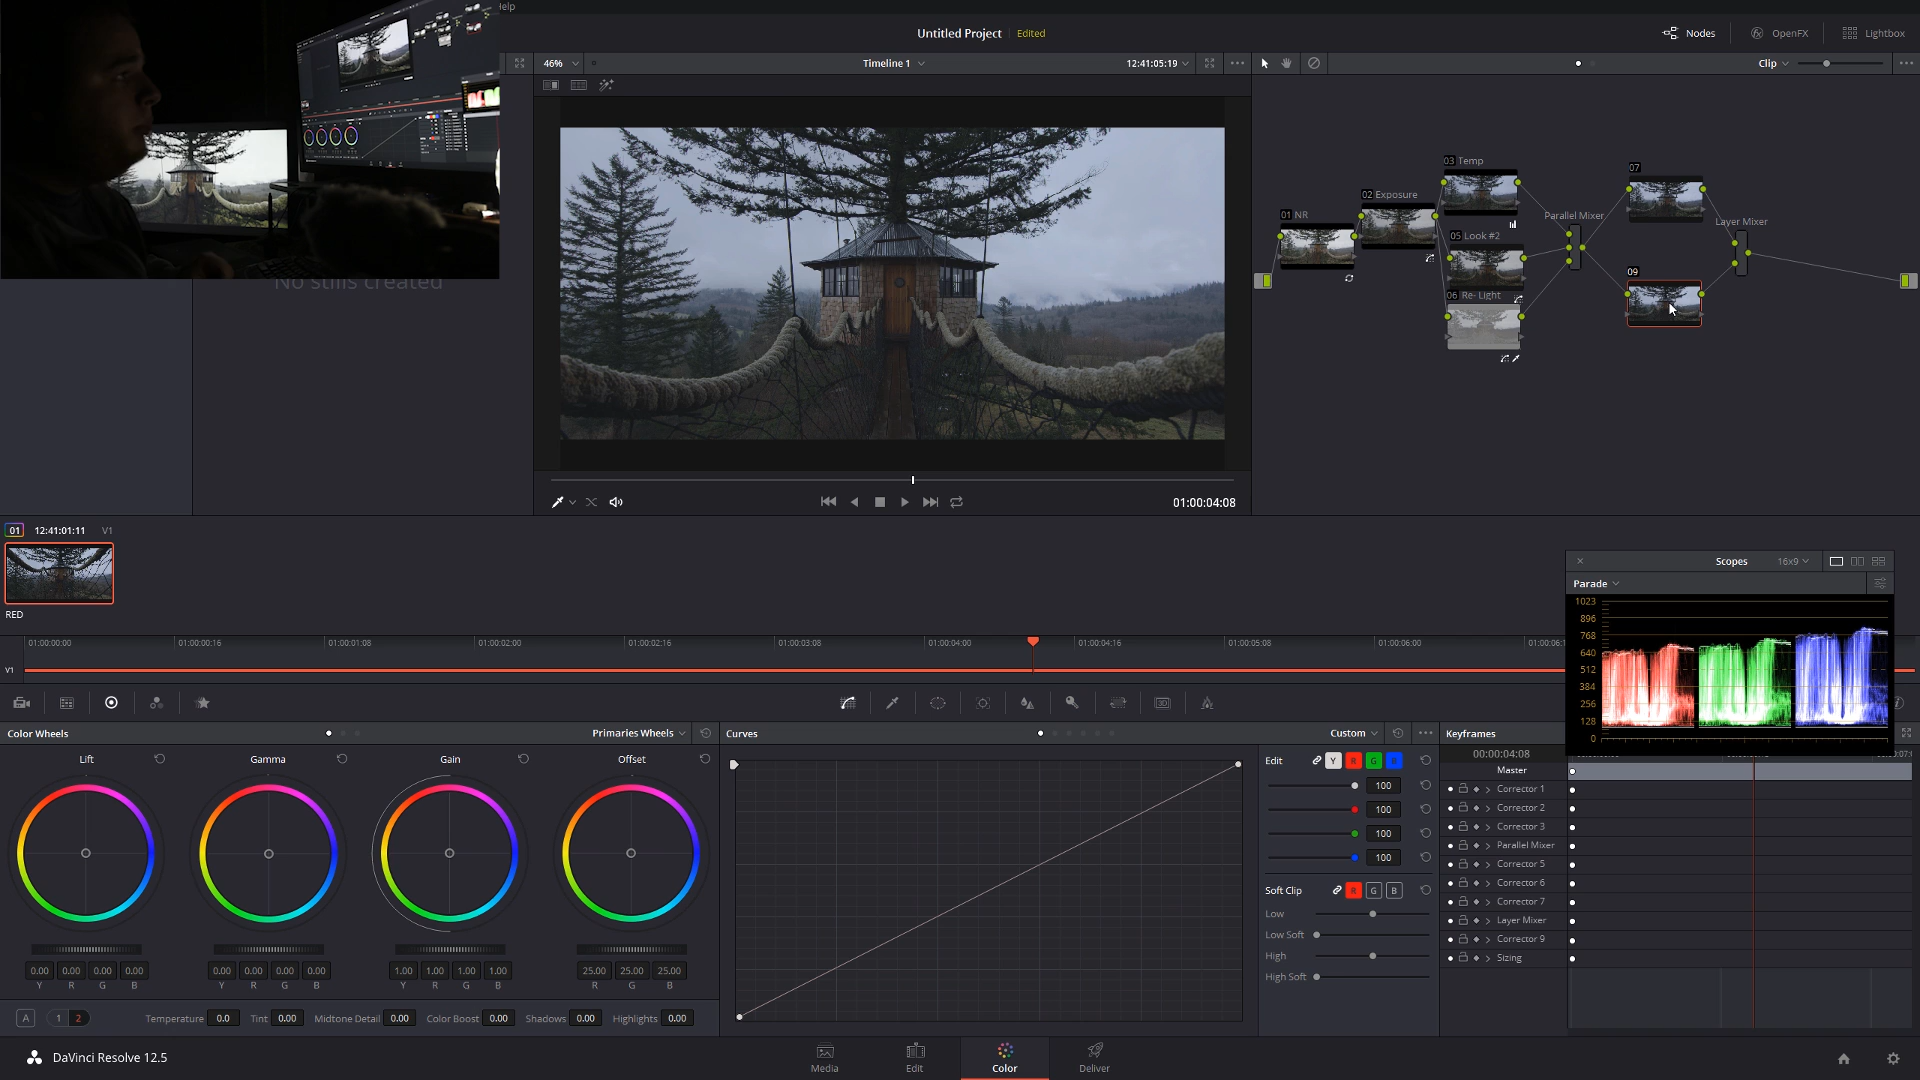 Help
Untitled Project Edited
Nodes OpenFX Lightbox
46% Timeline 1 12:41:05:19 Clip
No stills created
01 NR
02 Exposure
03 Temp
05 Look #2
06 Re- Light
Parallel Mixer
07
09
Layer Mixer
01:00:04:08
01 12:41:01:11 V1
RED
Scopes 16x9
Parade
1023
896
768
640
512
384
256
128
0
01:00:00:00 01:00:00:16 01:00:01:08 01:00:02:00 01:00:02:16 01:00:03:08 01:00:04:00 01:00:04:16 01:00:05:08 01:00:06:00
V1
Color Wheels Primaries Wheels
Lift Gamma Gain Offset
0.00 0.00 0.00 0.00 0.00 0.00 0.00 0.00 1.00 1.00 1.00 1.00 25.00 25.00 25.00
Y R G B Y R G B Y R G B R G B
A 1 2 Temperature 0.0 Tint 0.00 Midtone Detail 0.00 Color Boost 0.00 Shadows 0.00 Highlights 0.00
Curves Custom
Edit Y R G B
100
100
100
100
Soft Clip R G B
Low
Low Soft
High
High Soft
Keyframes
00:00:04:08
Master
Corrector 1
Corrector 2
Corrector 3
Parallel Mixer
Corrector 5
Corrector 6
Corrector 7
Layer Mixer
Corrector 9
Sizing
DaVinci Resolve 12.5
Media Edit Color Deliver